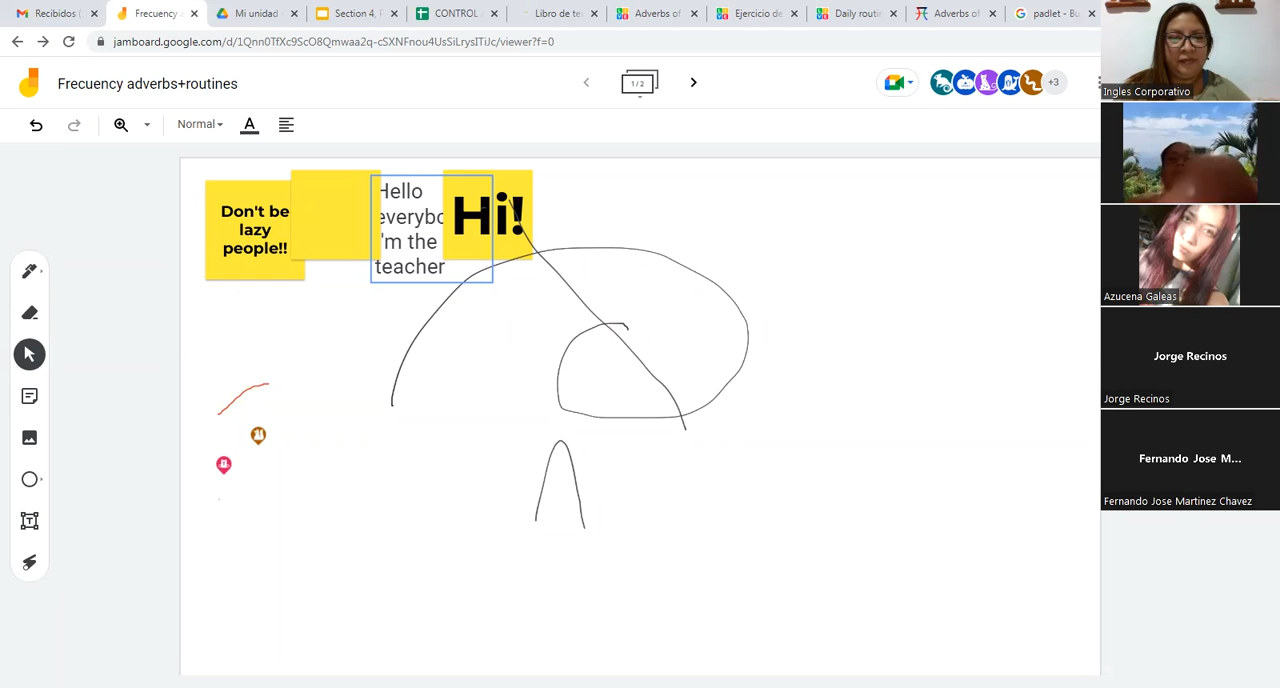 Recibidos (
Frecuency a
Mi unidad -
Section 4, F
CONTROL
Libro de te
Adverbs of
Ejercicio de
Daily routin
Adverbs of
padlet - Bu
jamboard.google.com/d/1Qnn0TfXc9ScO8Qmwaa2q-cSXNFnou4UsSiLrysJTiJc/viewer?f=0
Frecuency adverbs+routines
1 / 2
+3
Normal
Don't be
lazy
people!!
Hello
everybo
I'm the
teacher
Hi!
Ingles Corporativo
Azucena Galeas
Jorge Recinos
Jorge Recinos
Fernando Jose M...
Fernando Jose Martinez Chavez